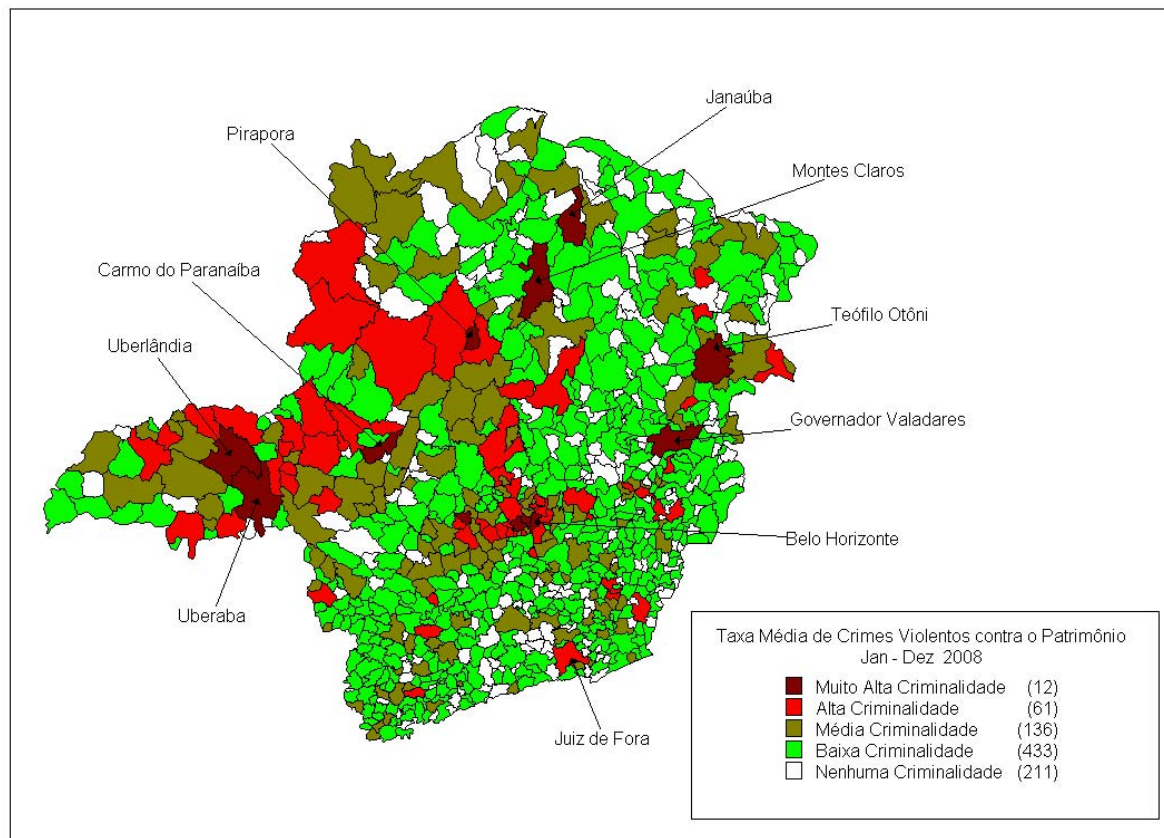 Janaúba
Pirapora
Montes Claros
Carmo do Paranaíba
Teófilo Otôni
Uberlândia
Governador Valadares
Belo Horizonte
Uberaba
Juiz de Fora
Taxa Média de Crimes Violentos contra o Patrimônio
Jan - Dez 2008
Muito Alta Criminalidade (12)
Alta Criminalidade (61)
Média Criminalidade (136)
Baixa Criminalidade (433)
Nenhuma Criminalidade (211)